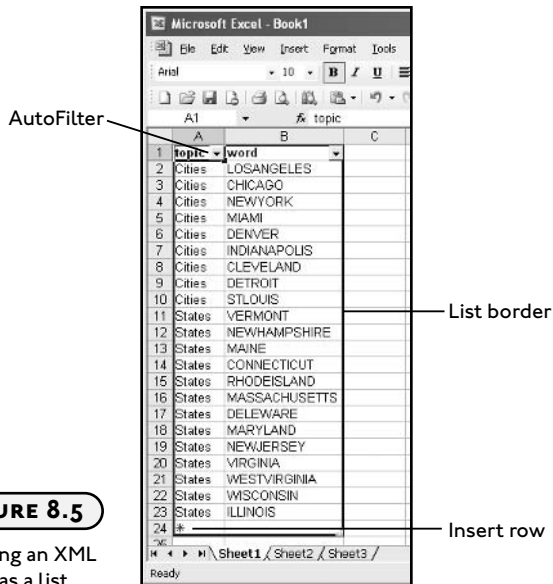 Microsoft Excel - Book1
File Edit View Insert Format Tools
Arial 10 B I U
A1 fx topic
AutoFilter
A B C
1 topic word
2 Cities LOSANGELES
3 Cities CHICAGO
4 Cities NEWYORK
5 Cities MIAMI
6 Cities DENVER
7 Cities INDIANAPOLIS
8 Cities CLEVELAND
9 Cities DETROIT
10 Cities STLOUIS
11 States VERMONT
List border
12 States NEWHAMPSHIRE
13 States MAINE
14 States CONNECTICUT
15 States RHODEISLAND
16 States MASSACHUSETTS
17 States DELEWARE
18 States MARYLAND
19 States NEWJERSEY
20 States VIRGINIA
21 States WESTVIRGINIA
22 States WISCONSIN
23 States ILLINOIS
24 *
Insert row
Sheet1 / Sheet2 / Sheet3 /
Ready
URE 8.5
ng an XML
as a list